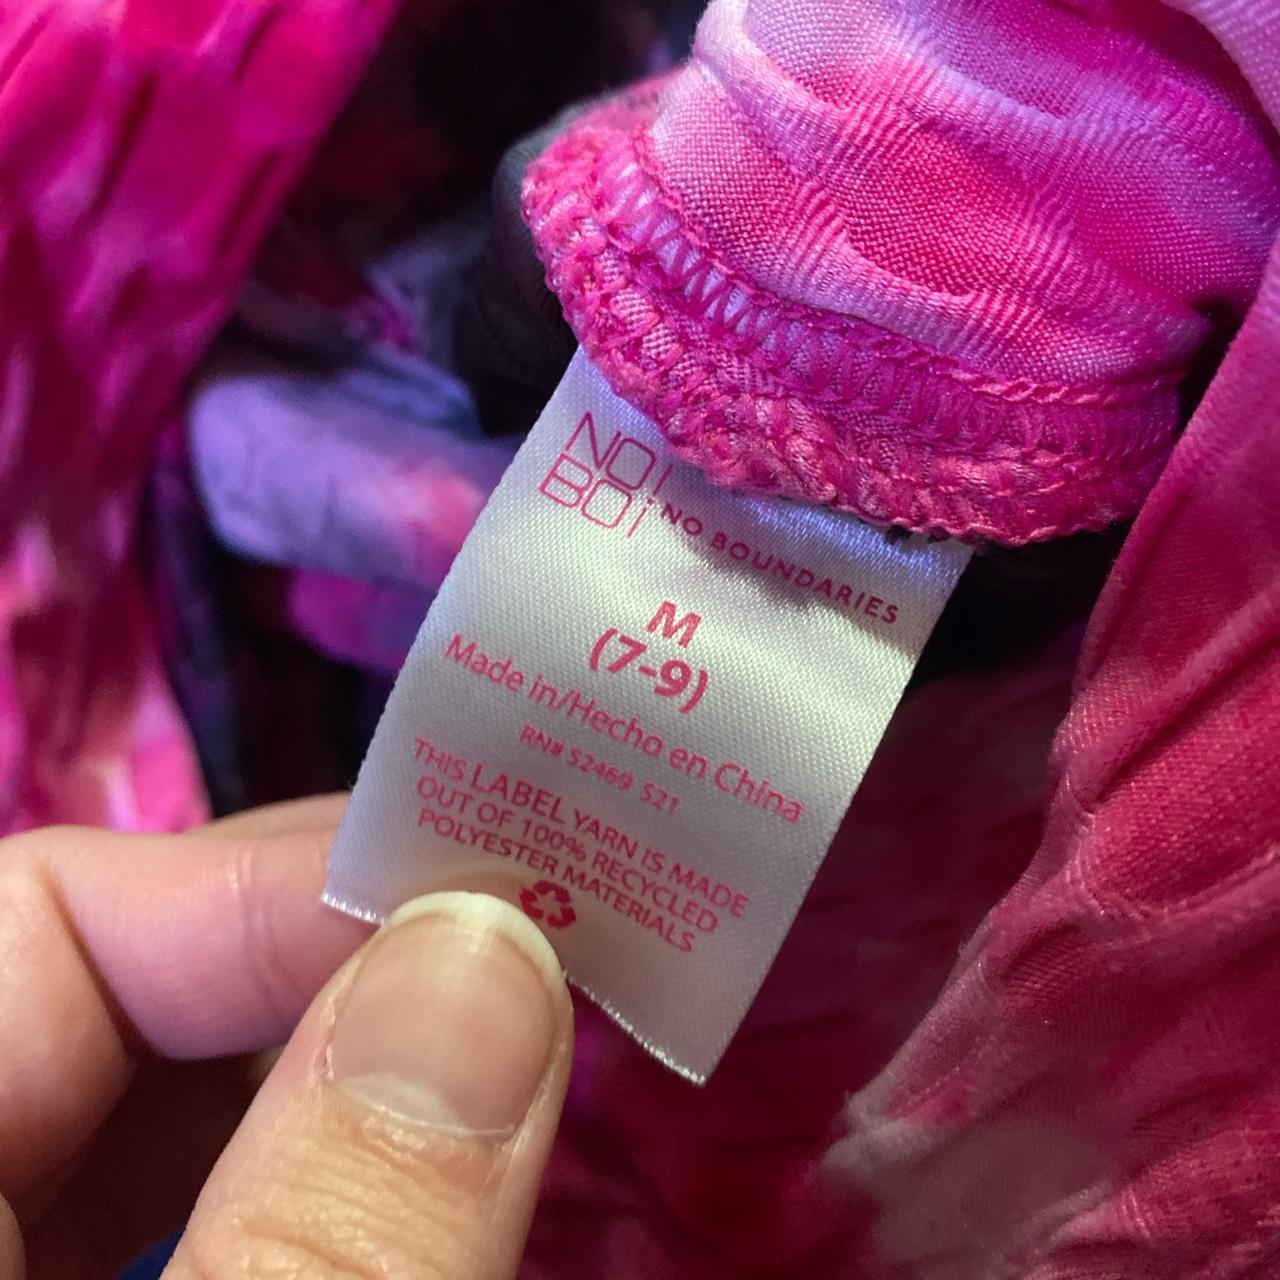 NO
BO
NO BOUNDARIES
M
(7-9)
Made in/Hecho en China
RN# 52469 S21
THIS LABEL YARN IS MADE
OUT OF 100% RECYCLED
POLYESTER MATERIALS